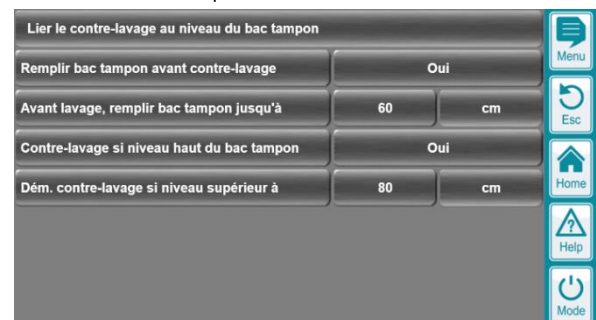 Lier le contre-lavage au niveau du bac tampon
Remplir bac tampon avant contre-lavage Oui
Avant lavage, remplir bac tampon jusqu'à 60 cm
Contre-lavage si niveau haut du bac tampon Oui
Dém. contre-lavage si niveau supérieur à 80 cm
Menu
Esc
Home
Help
Mode